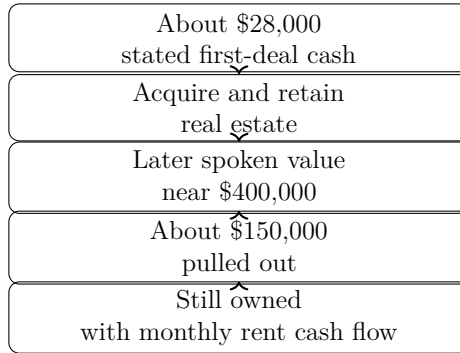 About $28,000
stated first-deal cash
Acquire and retain
real estate
Later spoken value
near $400,000
About $150,000
pulled out
Still owned
with monthly rent cash flow